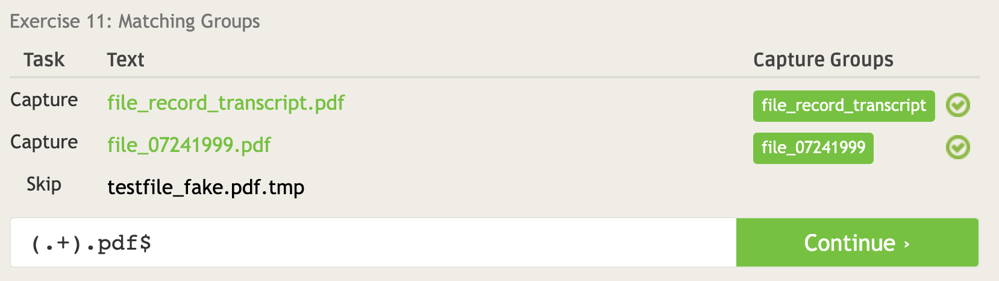 Exercise 11: Matching Groups
Task Text Capture Groups
Capture file_record_transcript.pdf file_record_transcript
Capture file_07241999.pdf file_07241999
Skip testfile_fake.pdf.tmp
(.+).pdf$ Continue ›